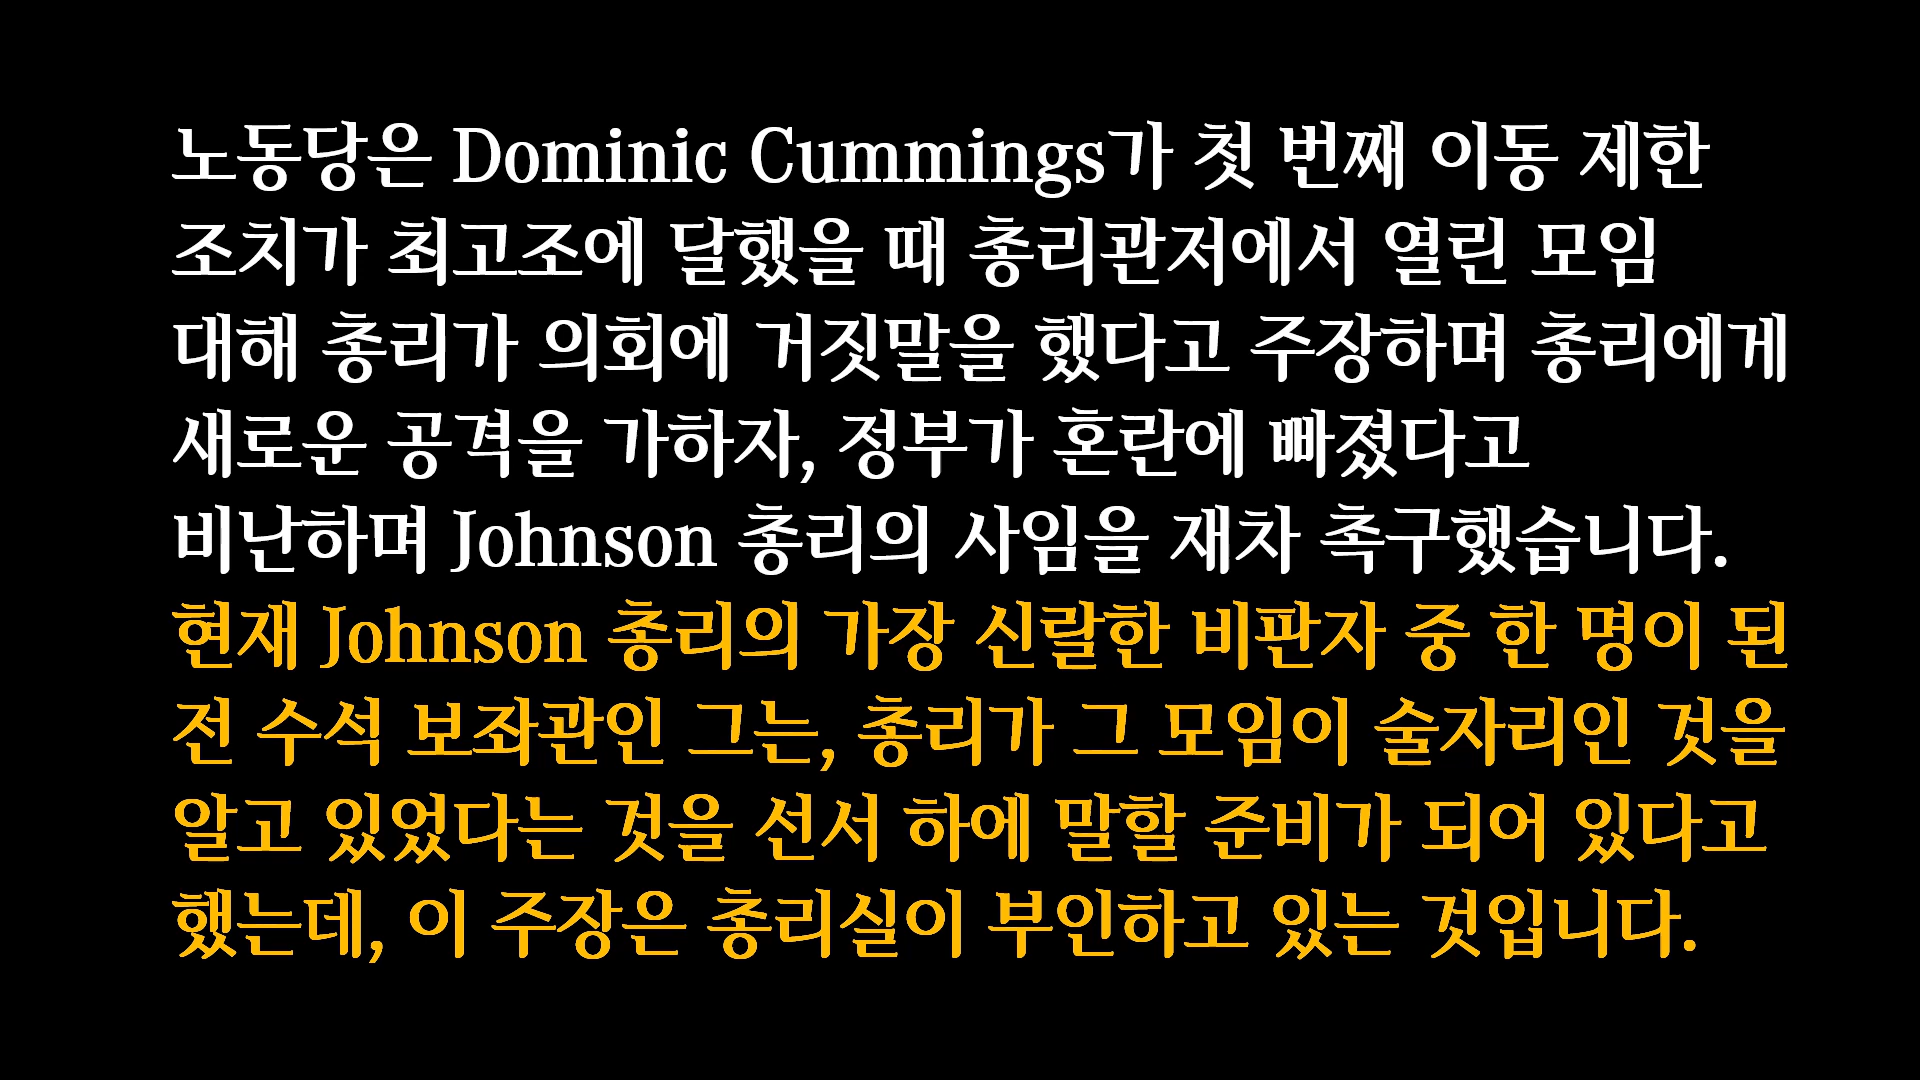 노동당은 Dominic Cummings가 첫 번째 이동 제한
조치가 최고조에 달했을 때 총리관저에서 열린 모임
대해 총리가 의회에 거짓말을 했다고 주장하며 총리에게
새로운 공격을 가하자, 정부가 혼란에 빠졌다고
비난하며 Johnson 총리의 사임을 재차 촉구했습니다.
현재 Johnson 총리의 가장 신랄한 비판자 중 한 명이 된
전 수석 보좌관인 그는, 총리가 그 모임이 술자리인 것을
알고 있었다는 것을 선서 하에 말할 준비가 되어 있다고
했는데, 이 주장은 총리실이 부인하고 있는 것입니다.